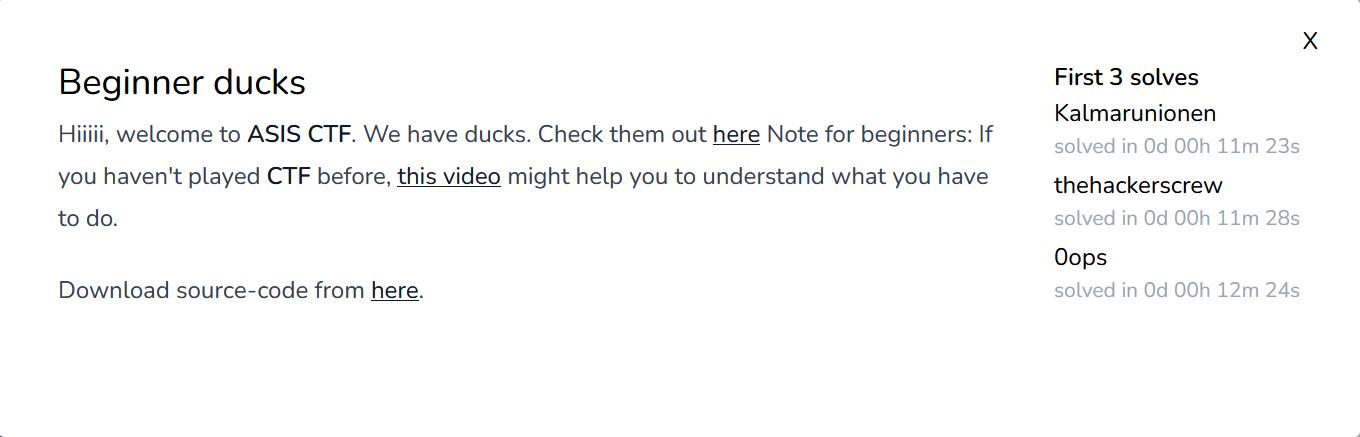 X
Beginner ducks
Hiiiii, welcome to ASIS CTF. We have ducks. Check them out here Note for beginners: If
you haven't played CTF before, this video might help you to understand what you have
to do.
Download source-code from here.
First 3 solves
Kalmarunionen
solved in 0d 00h 11m 23s
thehackerscrew
solved in 0d 00h 11m 28s
0ops
solved in 0d 00h 12m 24s